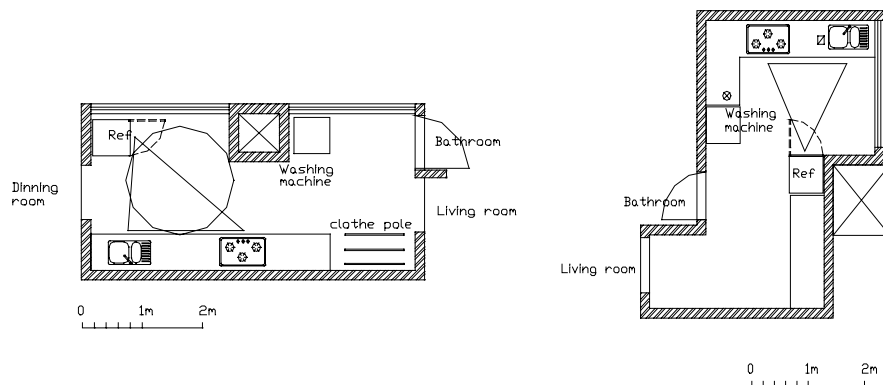 Ref
Bathroom
Washing
machine
Dinning
room
Living room
clothe pole
0 1m 2m
Washing
machine
Ref
Bathroom
Living room
0 1m 2m